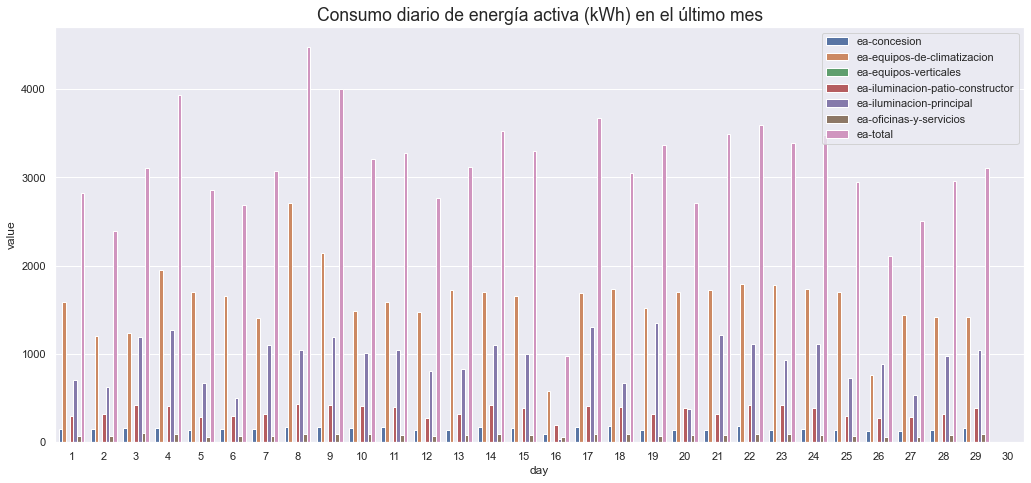 Consumo diario de energía activa (kWh) en el último mes
ea-concesion
ea-equipos-de-climatizacion
ea-equipos-verticales
ea-iluminacion-patio-constructor
ea-iluminacion-principal
ea-oficinas-y-servicios
ea-total
value
4000
3000
2000
1000
0
1 2 3 4 5 6 7 8 9 10 11 12 13 14 15 16 17 18 19 20 21 22 23 24 25 26 27 28 29 30
day